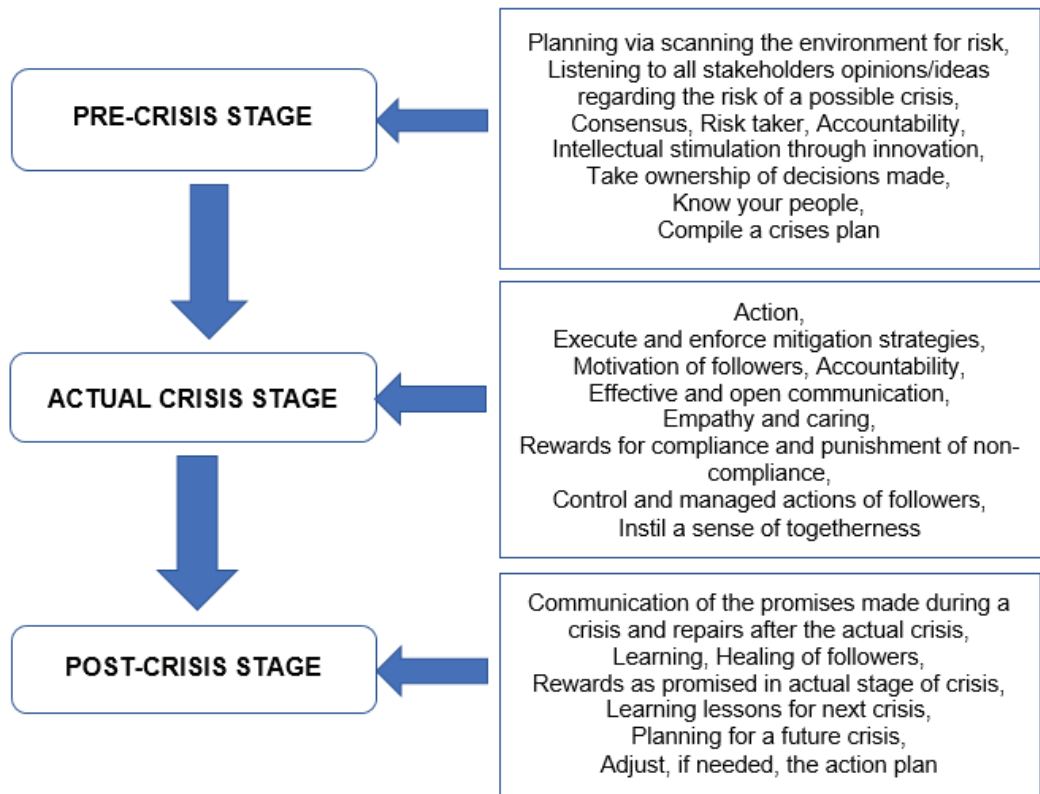 PRE-CRISIS STAGE
Planning via scanning the environment for risk,
Listening to all stakeholders opinions/ideas
regarding the risk of a possible crisis,
Consensus, Risk taker, Accountability,
Intellectual stimulation through innovation,
Take ownership of decisions made,
Know your people,
Compile a crises plan
ACTUAL CRISIS STAGE
Action,
Execute and enforce mitigation strategies,
Motivation of followers, Accountability,
Effective and open communication,
Empathy and caring,
Rewards for compliance and punishment of non-
compliance,
Control and managed actions of followers,
Instil a sense of togetherness
POST-CRISIS STAGE
Communication of the promises made during a
crisis and repairs after the actual crisis,
Learning, Healing of followers,
Rewards as promised in actual stage of crisis,
Learning lessons for next crisis,
Planning for a future crisis,
Adjust, if needed, the action plan